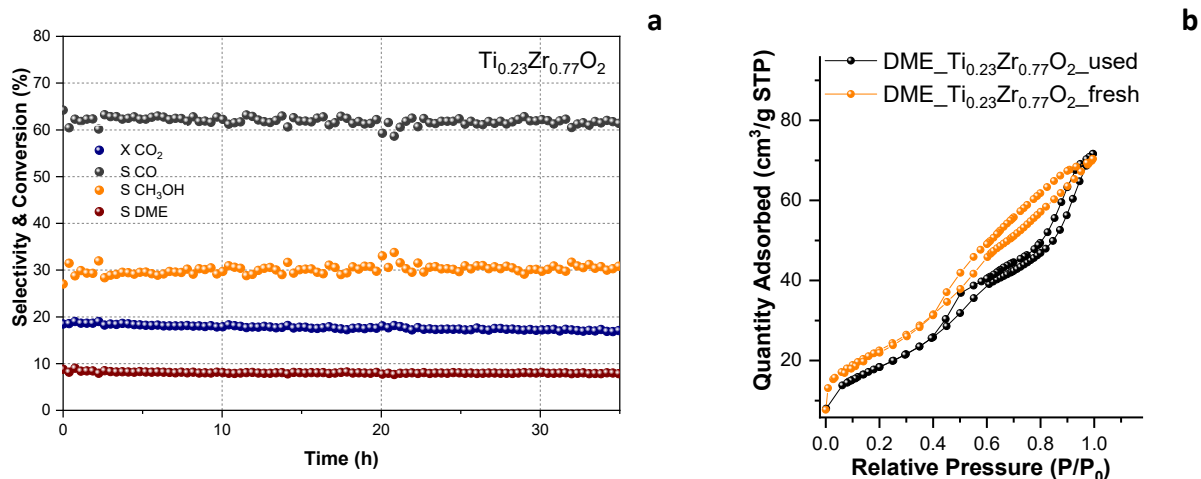 a
Ti₀.₂₃Zr₀.₇₇O₂
Selectivity & Conversion (%)
80
70
60
50
40
30
20
10
0
X CO₂
S CO
S CH₃OH
S DME
0
10
20
30
Time (h)
b
DME_Ti₀.₂₃Zr₀.₇₇O₂_used
DME_Ti₀.₂₃Zr₀.₇₇O₂_fresh
Quantity Adsorbed (cm³/g STP)
80
60
40
20
0.0
0.2
0.4
0.6
0.8
1.0
Relative Pressure (P/P₀)